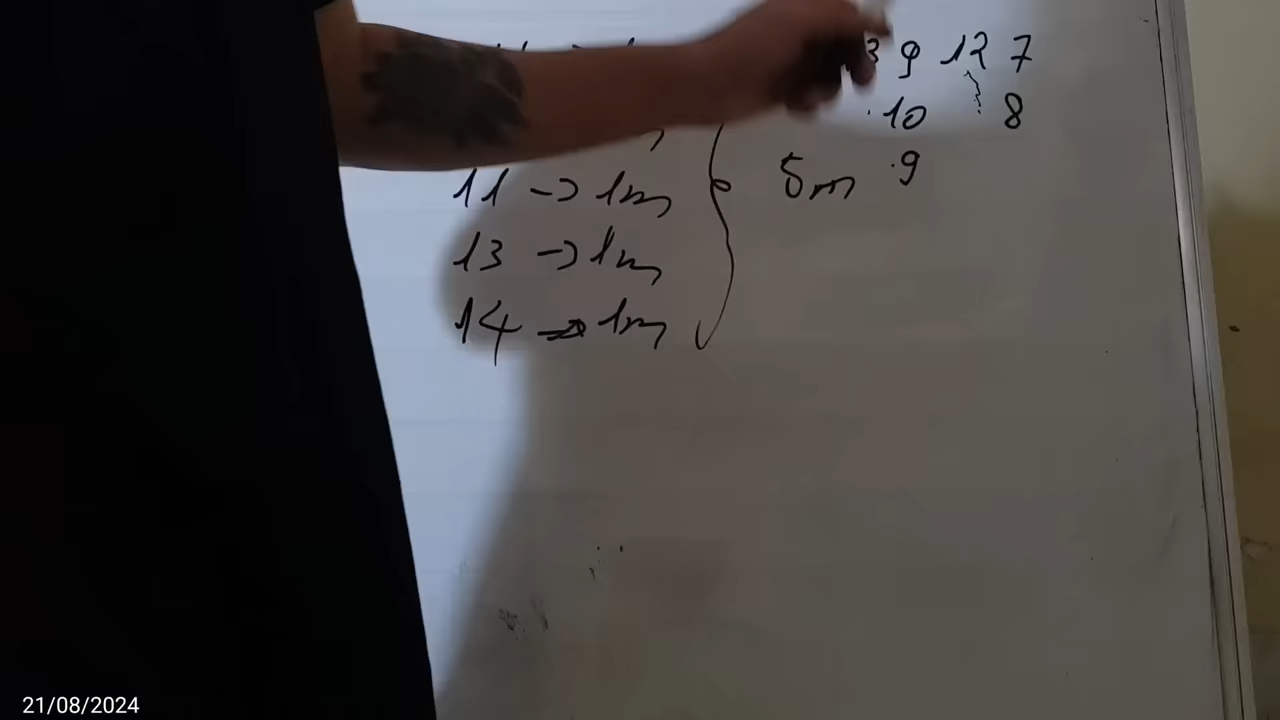 3 9 12 7
10 8
11 -> 1m 5m 9
13 -> 1m
14 -> 1m
21/08/2024